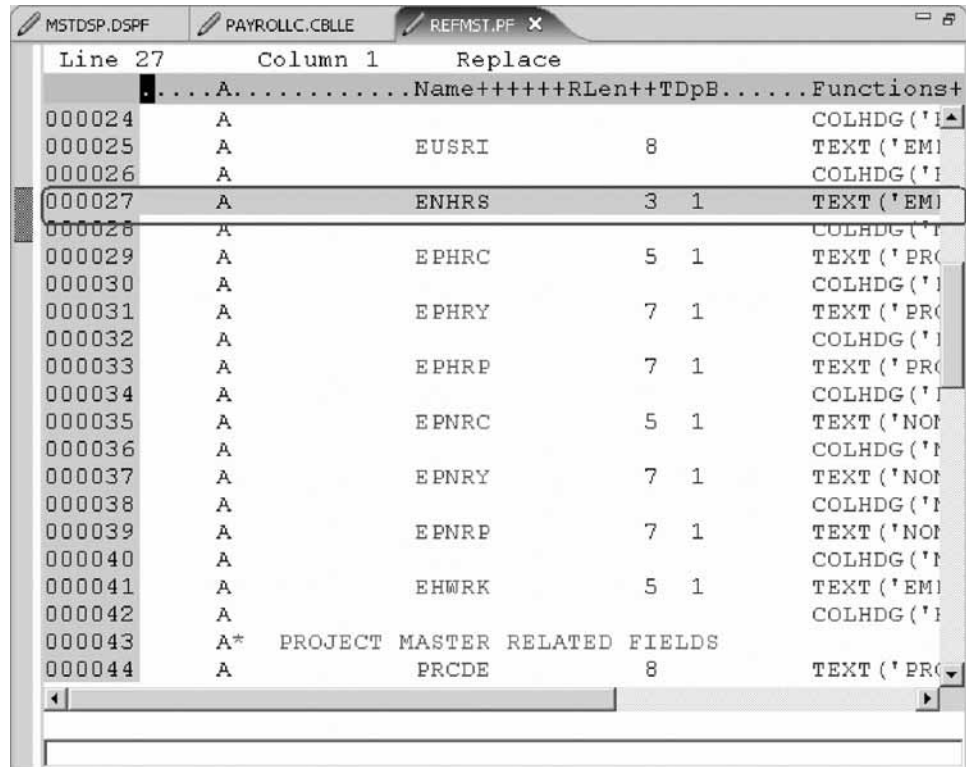 MSTDSP.DSPF PAYROLLC.CBLLE REFMST.PF X
Line 27 Column 1 Replace
.....A............Name++++++RLen++TDpB......Functions+
000024 A COLHDG('
000025 A EUSRI 8 TEXT('EM
000026 A COLHDG('
000027 A ENHRS 3 1 TEXT('EM
000028 A COLHDG('
000029 A EPHRC 5 1 TEXT('PR
000030 A COLHDG('
000031 A EPHRY 7 1 TEXT('PR
000032 A COLHDG('
000033 A EPHRP 7 1 TEXT('PR
000034 A COLHDG('
000035 A EPNRC 5 1 TEXT('NO
000036 A COLHDG('
000037 A EPNRY 7 1 TEXT('NO
000038 A COLHDG('
000039 A EPNRP 7 1 TEXT('NO
000040 A COLHDG('
000041 A EHWRK 5 1 TEXT('EM
000042 A COLHDG('
000043 A* PROJECT MASTER RELATED FIELDS
000044 A PRCDE 8 TEXT('PR